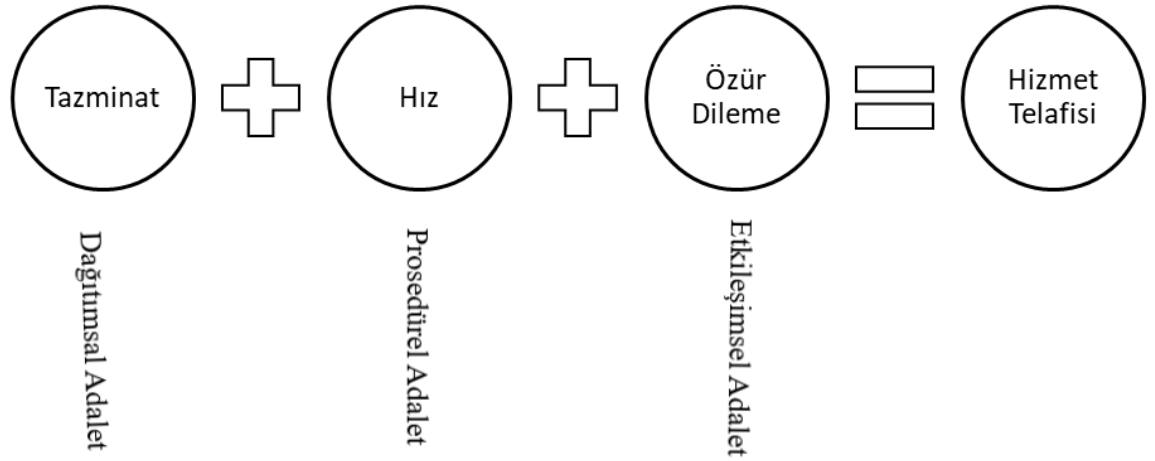 Tazminat
Hız
Özür
Dileme
Hizmet
Telafisi
Dağıtımsal Adalet
Prosedürel Adalet
Etkileşimsel Adalet